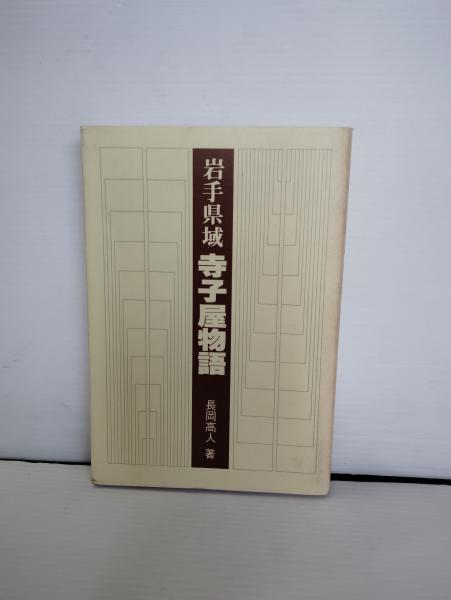 岩手県域
寺子屋物語
長岡高人 著